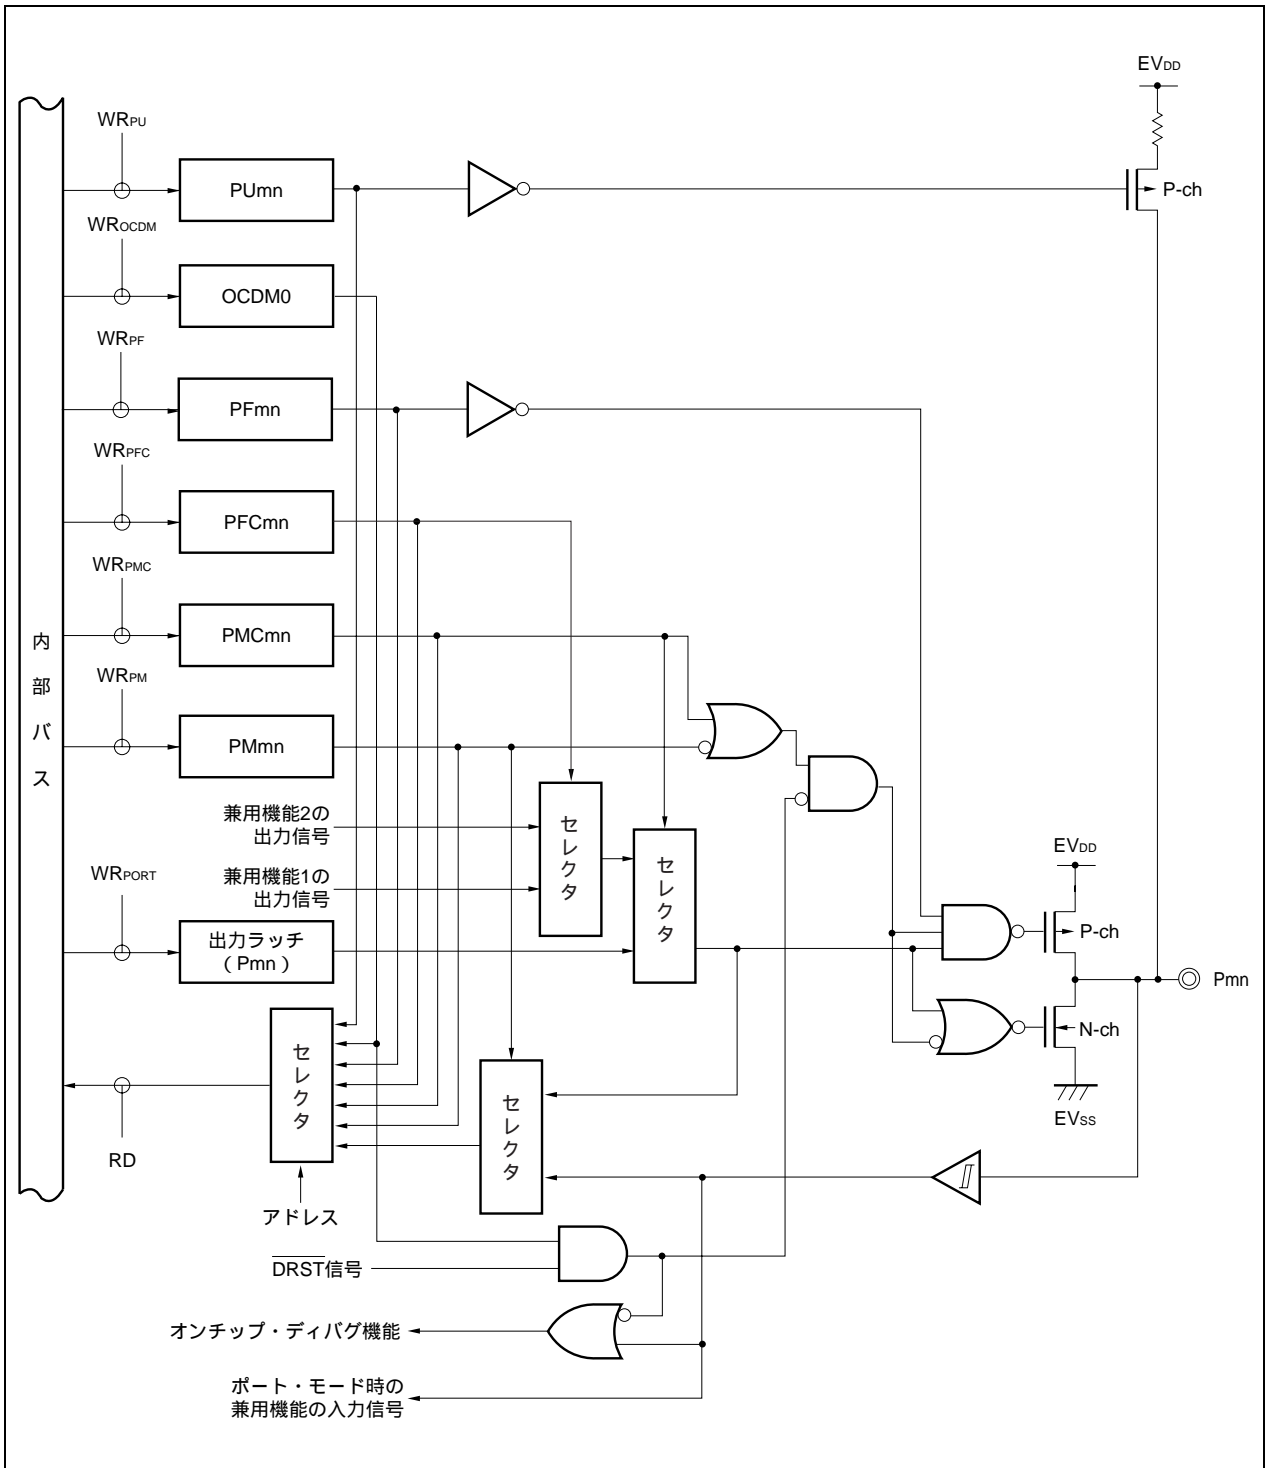 EVDD
WRPU
PUmn
P-ch
WROCDM
OCDM0
WRPF
PFmn
WRPFC
PFCmn
WRPMC
PMCmn
内部バス
WRPM
PMmn
兼用機能2の
出力信号
セレクタ
兼用機能1の
出力信号
セレクタ
EVDD
WRPORT
出力ラッチ
(Pmn)
P-ch
Pmn
N-ch
EVSS
セレクタ
セレクタ
RD
アドレス
DRST信号
オンチップ・ディバグ機能
ポート・モード時の
兼用機能の入力信号